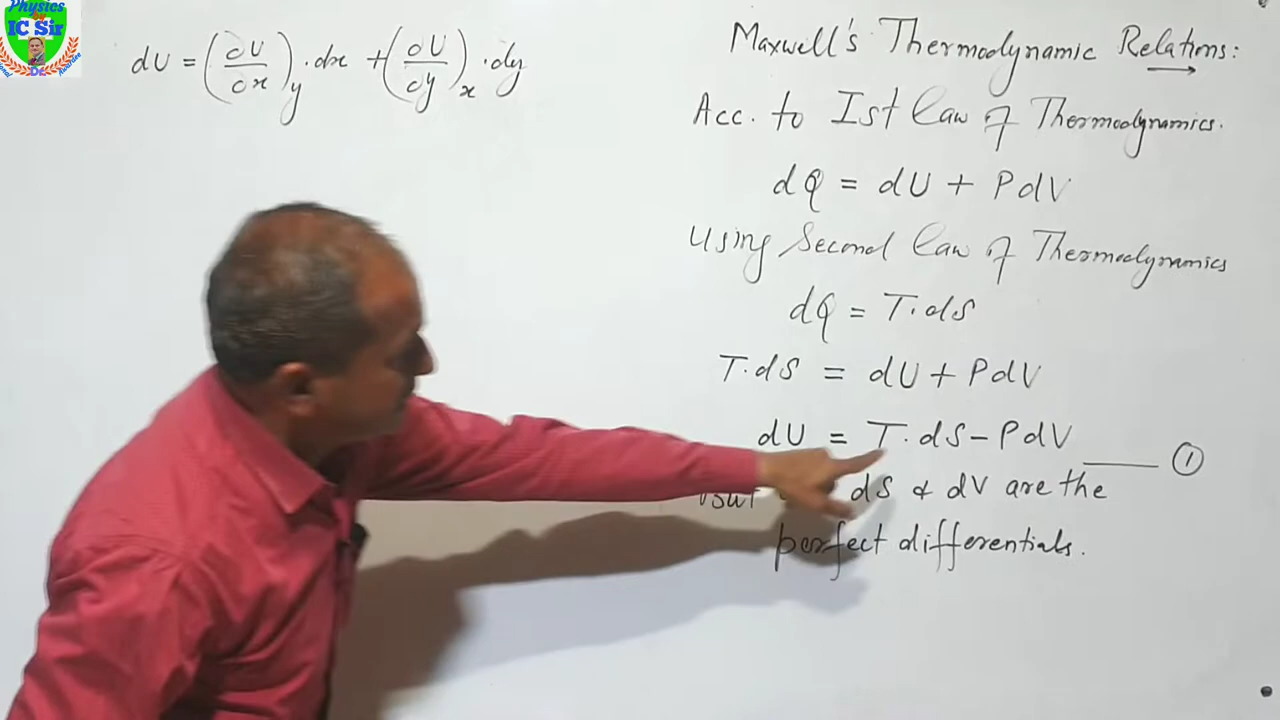 Physics
by
IC Sir
dU = (∂U/∂x)y . dx + (∂U/∂y)x . dy
Maxwell's Thermodynamic Relations:
Acc. to Ist Law of Thermodynamics.
dQ = dU + PdV
Using Second Law of Thermodynamics
dQ = T.dS
T.dS = dU + PdV
dU = T.dS - PdV ——— ①
dS & dV are the
perfect differentials.